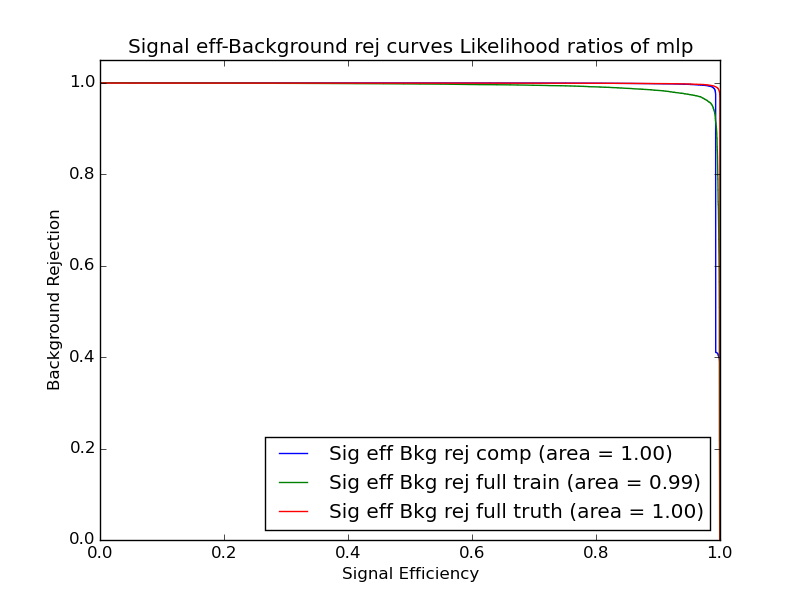 Signal eff-Background rej curves Likelihood ratios of mlp
1.0
0.8
0.6
0.4
0.2
0.0
Background Rejection
Sig eff Bkg rej comp (area = 1.00)
Sig eff Bkg rej full train (area = 0.99)
Sig eff Bkg rej full truth (area = 1.00)
0.0 0.2 0.4 0.6 0.8 1.0
Signal Efficiency